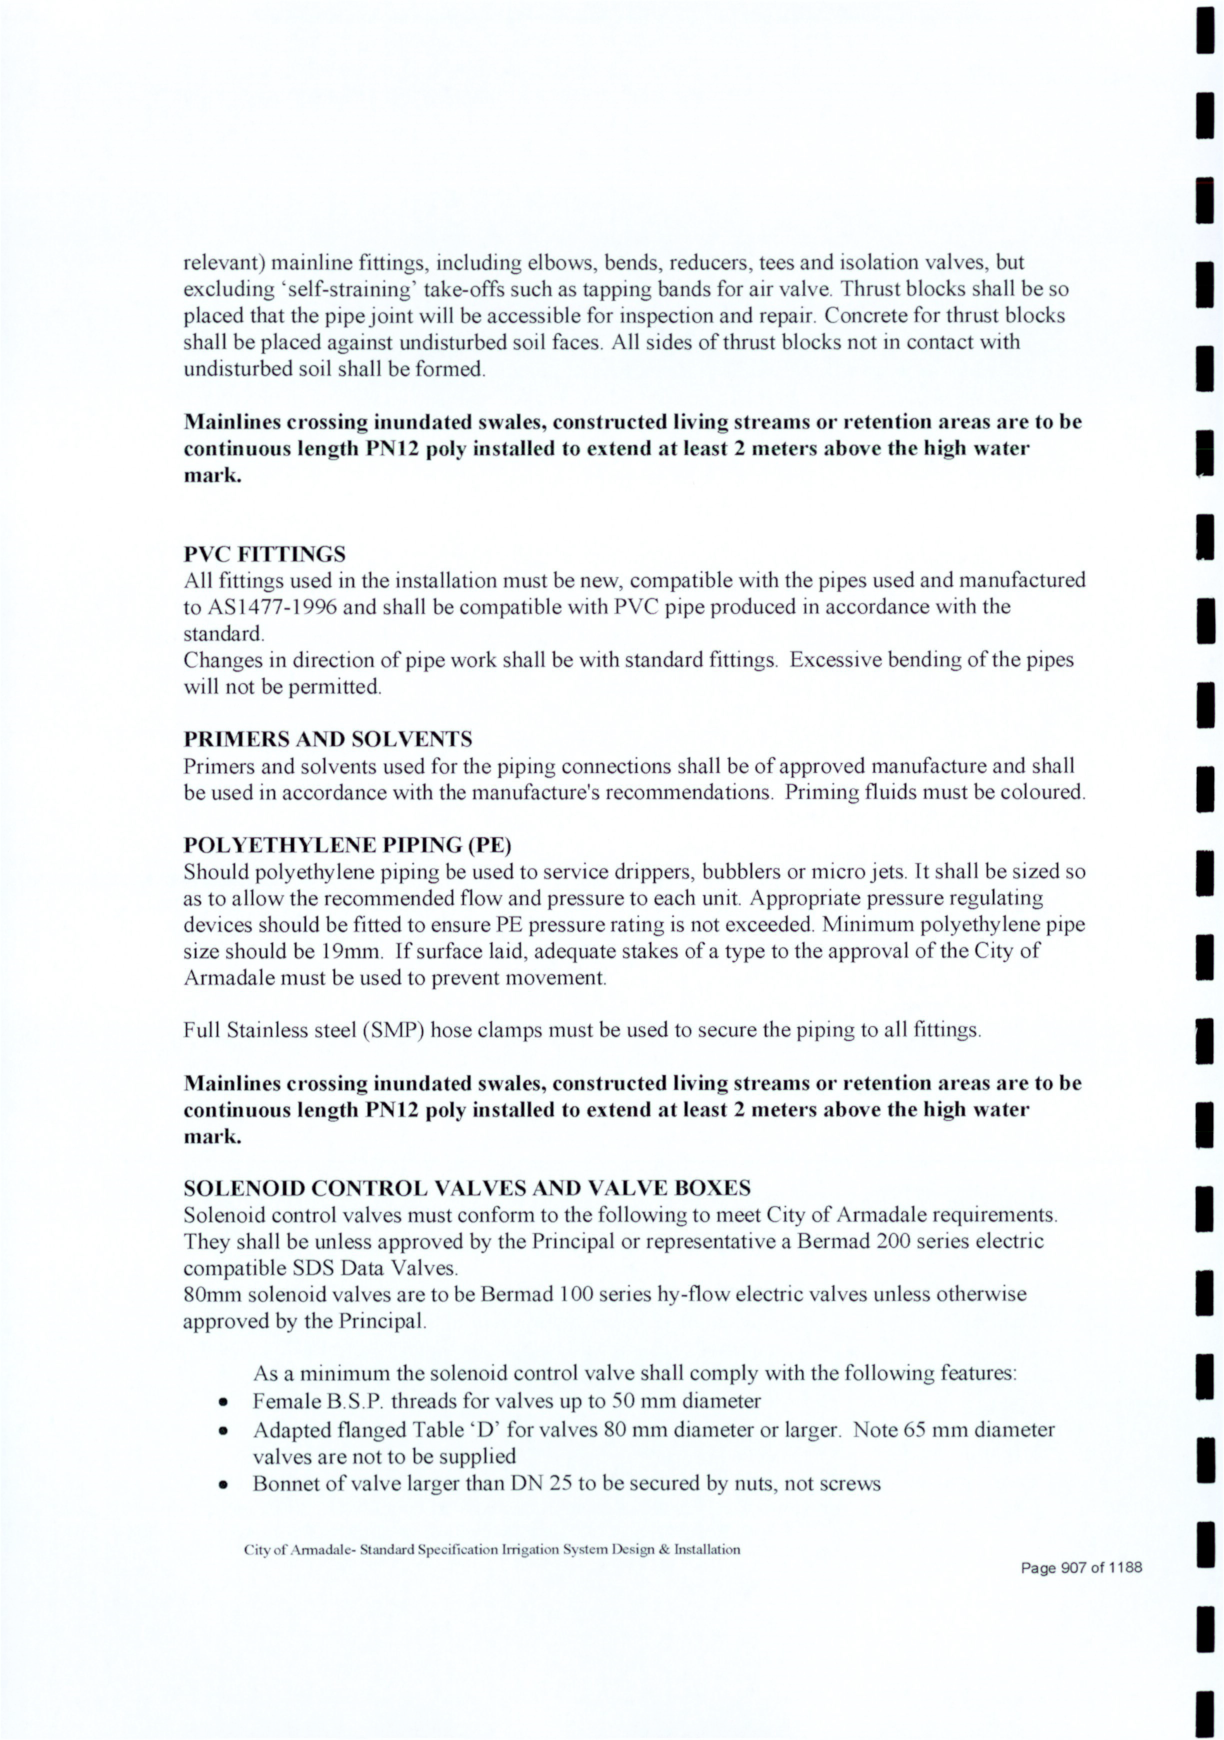 relevant) mainline fittings, including elbows, bends, reducers, tees and isolation valves, but
excluding ‘self-straining’ take-offs such as tapping bands for air valve. Thrust blocks shall be so
placed that the pipe joint will be accessible for inspection and repair. Concrete for thrust blocks
shall be placed against undisturbed soil faces. All sides of thrust blocks not in contact with
undisturbed soil shall be formed.
Mainlines crossing inundated swales, constructed living streams or retention areas are to be
continuous length PN12 poly installed to extend at least 2 meters above the high water
mark.
PVC FITTINGS
All fittings used in the installation must be new, compatible with the pipes used and manufactured
to AS1477-1996 and shall be compatible with PVC pipe produced in accordance with the
standard.
Changes in direction of pipe work shall be with standard fittings. Excessive bending of the pipes
will not be permitted.
PRIMERS AND SOLVENTS
Primers and solvents used for the piping connections shall be of approved manufacture and shall
be used in accordance with the manufacture's recommendations. Priming fluids must be coloured.
POLYETHYLENE PIPING (PE)
Should polyethylene piping be used to service drippers, bubblers or micro jets. It shall be sized so
as to allow the recommended flow and pressure to each unit. Appropriate pressure regulating
devices should be fitted to ensure PE pressure rating is not exceeded. Minimum polyethylene pipe
size should be 19mm. If surface laid, adequate stakes of a type to the approval of the City of
Armadale must be used to prevent movement.
Full Stainless steel (SMP) hose clamps must be used to secure the piping to all fittings.
Mainlines crossing inundated swales, constructed living streams or retention areas are to be
continuous length PN12 poly installed to extend at least 2 meters above the high water
mark.
SOLENOID CONTROL VALVES AND VALVE BOXES
Solenoid control valves must conform to the following to meet City of Armadale requirements.
They shall be unless approved by the Principal or representative a Bermad 200 series electric
compatible SDS Data Valves.
80mm solenoid valves are to be Bermad 100 series hy-flow electric valves unless otherwise
approved by the Principal.
As a minimum the solenoid control valve shall comply with the following features:
• Female B.S.P. threads for valves up to 50 mm diameter
• Adapted flanged Table ‘D’ for valves 80 mm diameter or larger. Note 65 mm diameter
valves are not to be supplied
• Bonnet of valve larger than DN 25 to be secured by nuts, not screws
City of Armadale- Standard Specification Irrigation System Design & Installation
Page 907 of 1188